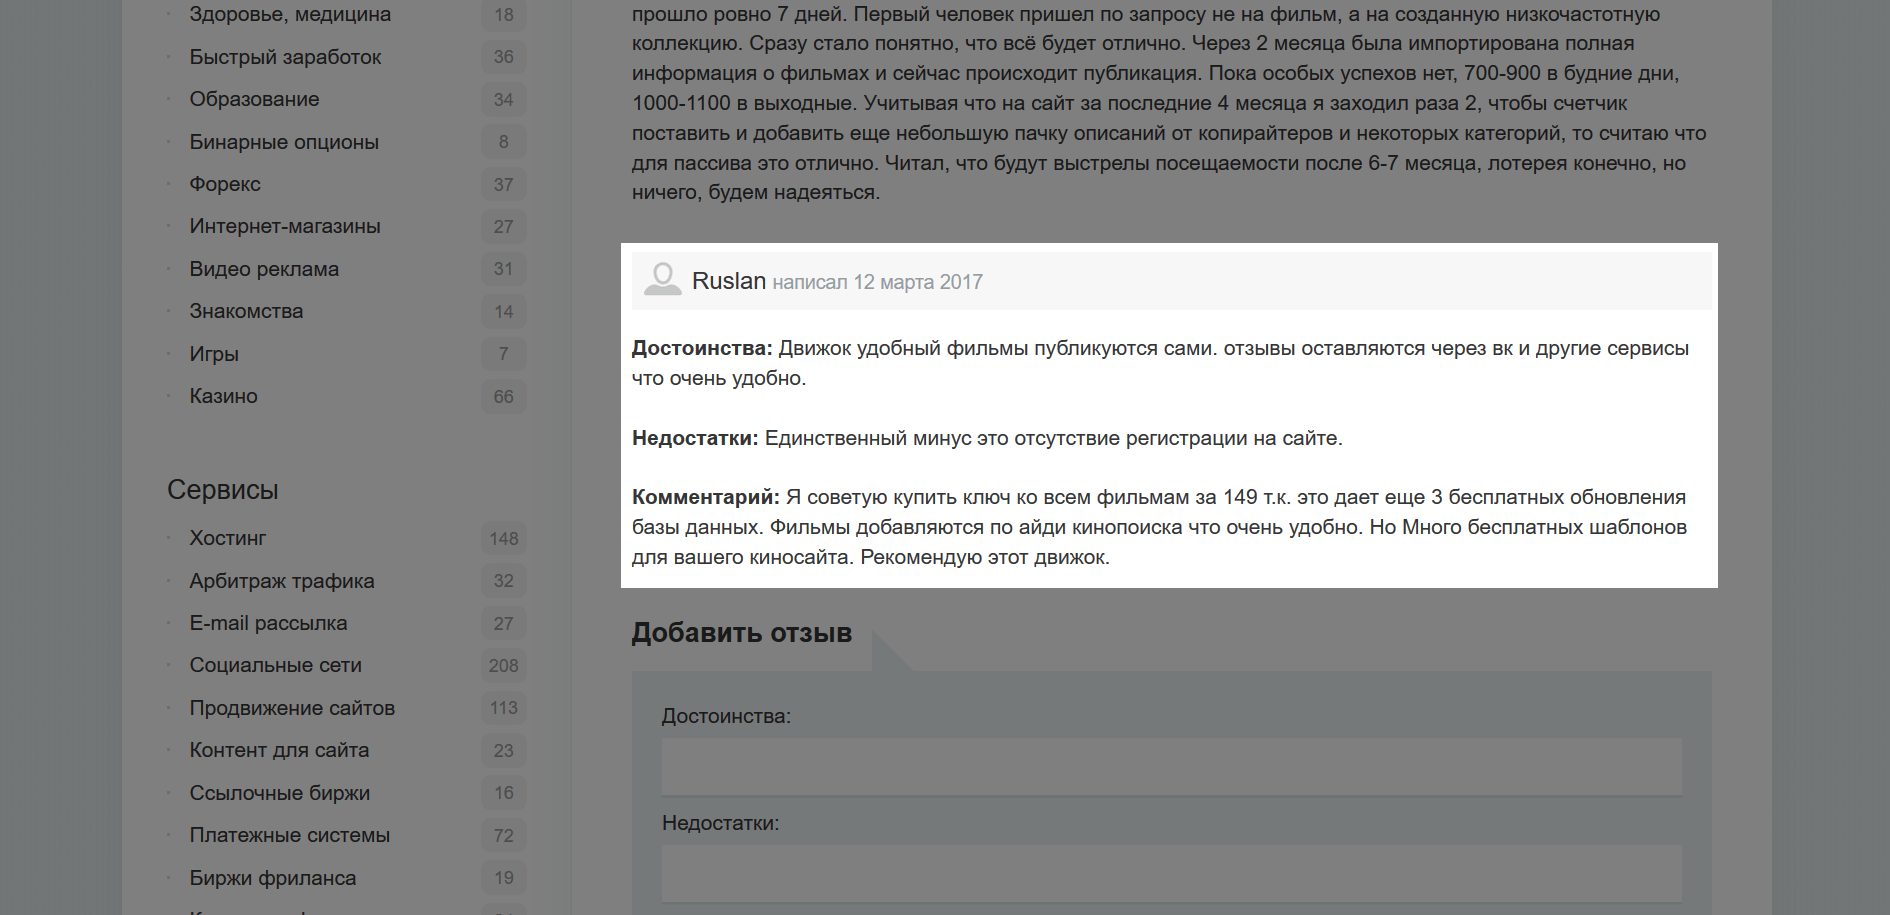 Здоровье, медицина 18
Быстрый заработок 36
Образование 34
Бинарные опционы 8
Форекс 37
Интернет-магазины 27
Видео реклама 31
Знакомства 14
Игры 7
Казино 66
Сервисы
Хостинг 148
Арбитраж трафика 32
E-mail рассылка 27
Социальные сети 208
Продвижение сайтов 113
Контент для сайта 23
Ссылочные биржи 16
Платежные системы 72
Биржи фриланса 19
прошло ровно 7 дней. Первый человек пришел по запросу не на фильм, а на созданную низкочастотную
коллекцию. Сразу стало понятно, что всё будет отлично. Через 2 месяца была импортирована полная
информация о фильмах и сейчас происходит публикация. Пока особых успехов нет, 700-900 в будние дни,
1000-1100 в выходные. Учитывая что на сайт за последние 4 месяца я заходил раза 2, чтобы счетчик
поставить и добавить еще небольшую пачку описаний от копирайтеров и некоторых категорий, то считаю что
для пассива это отлично. Читал, что будут выстрелы посещаемости после 6-7 месяца, лотерея конечно, но
ничего, будем надеяться.
Ruslan написал 12 марта 2017
Достоинства: Движок удобный фильмы публикуются сами. отзывы оставляются через вк и другие сервисы
что очень удобно.
Недостатки: Единственный минус это отсутствие регистрации на сайте.
Комментарий: Я советую купить ключ ко всем фильмам за 149 т.к. это дает еще 3 бесплатных обновления
базы данных. Фильмы добавляются по айди кинопоиска что очень удобно. Но Много бесплатных шаблонов
для вашего киносайта. Рекомендую этот движок.
Добавить отзыв
Достоинства:
Недостатки: